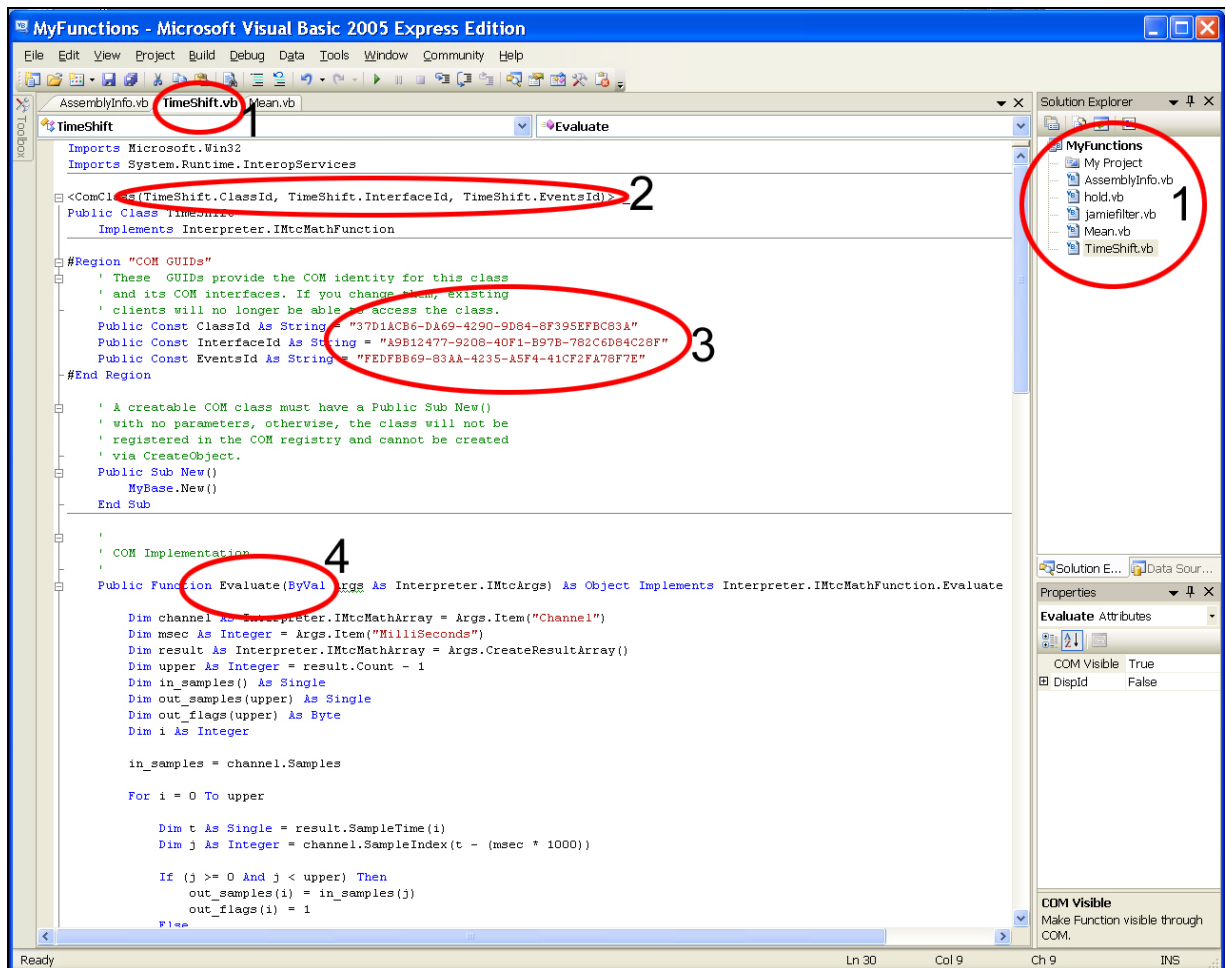 MyFunctions - Microsoft Visual Basic 2005 Express Edition
File Edit View Project Build Debug Data Tools Window Community Help
Toolbox
AssemblyInfo.vb TimeShift.vb Mean.vb
1
TimeShift Evaluate
Imports Microsoft.Win32
Imports System.Runtime.InteropServices
<ComClass(TimeShift.ClassId, TimeShift.InterfaceId, TimeShift.EventsId)> _
2
Public Class TimeShift
Implements Interpreter.IMtcMathFunction
#Region "COM GUIDs"
' These GUIDs provide the COM identity for this class
' and its COM interfaces. If you change them, existing
' clients will no longer be able to access the class.
Public Const ClassId As String = "37D1ACB6-DA69-4290-9D84-8F395EFBC83A"
Public Const InterfaceId As String = "A9B12477-9208-40F1-B97B-782C6D84C28F"
Public Const EventsId As String = "FEDFBB69-83AA-4235-A5F4-41CF2FA78F7E"
3
#End Region
' A creatable COM class must have a Public Sub New()
' with no parameters, otherwise, the class will not be
' registered in the COM registry and cannot be created
' via CreateObject.
Public Sub New()
MyBase.New()
End Sub
'
' COM Implementation
'
4
Public Function Evaluate(ByVal Args As Interpreter.IMtcArgs) As Object Implements Interpreter.IMtcMathFunction.Evaluate
Dim channel As Interpreter.IMtcMathArray = Args.Item("Channel")
Dim msec As Integer = Args.Item("MilliSeconds")
Dim result As Interpreter.IMtcMathArray = Args.CreateResultArray()
Dim upper As Integer = result.Count - 1
Dim in_samples() As Single
Dim out_samples(upper) As Single
Dim out_flags(upper) As Byte
Dim i As Integer
in_samples = channel.Samples
For i = 0 To upper
Dim t As Single = result.SampleTime(i)
Dim j As Integer = channel.SampleIndex(t - (msec * 1000))
If (j >= 0 And j < upper) Then
out_samples(i) = in_samples(j)
out_flags(i) = 1
Else
Solution Explorer
MyFunctions
My Project
AssemblyInfo.vb
hold.vb
jamiefilter.vb
Mean.vb
TimeShift.vb
1
Solution E... Data Sour...
Properties
Evaluate Attributes
COM Visible True
DispId False
COM Visible
Make Function visible through
COM.
Ready Ln 30 Col 9 Ch 9 INS